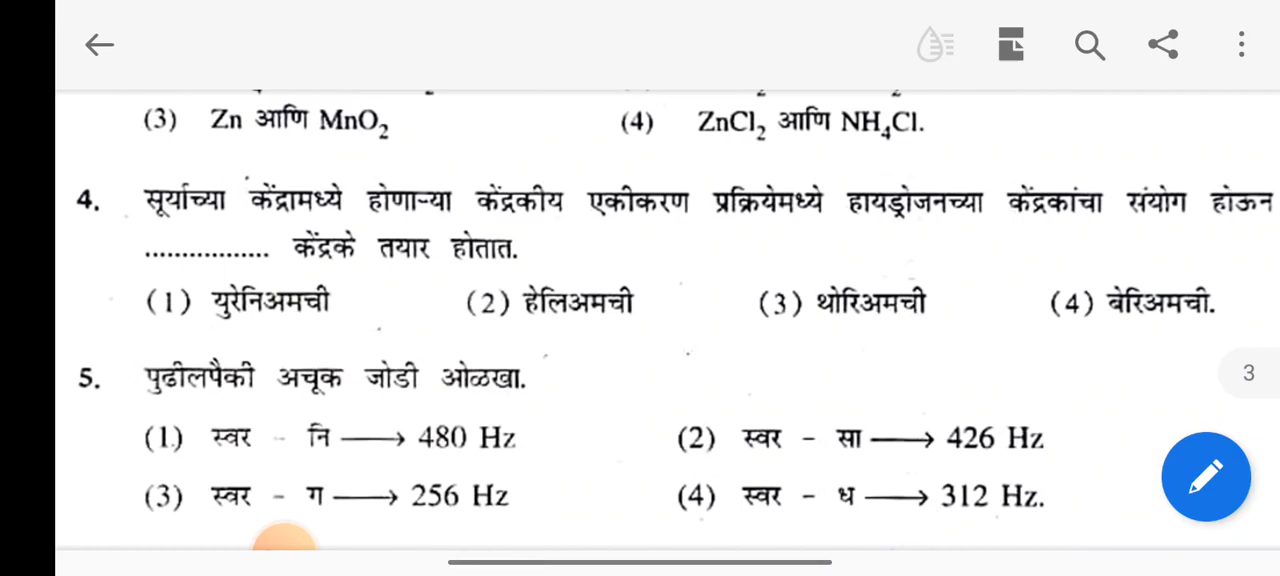 (3) Zn आणि MnO₂ (4) ZnCl₂ आणि NH₄Cl.
4. सूर्याच्या केंद्रामध्ये होणाऱ्या केंद्रकीय एकीकरण प्रक्रियेमध्ये हायड्रोजनच्या केंद्रकांचा संयोग होऊन
................. केंद्रके तयार होतात.
(1) युरेनिअमची (2) हेलिअमची (3) थोरिअमची (4) बेरिअमची.
5. पुढीलपैकी अचूक जोडी ओळखा.
(1) स्वर - नि ⟶ 480 Hz (2) स्वर - सा ⟶ 426 Hz
(3) स्वर - ग ⟶ 256 Hz (4) स्वर - ध ⟶ 312 Hz.
3